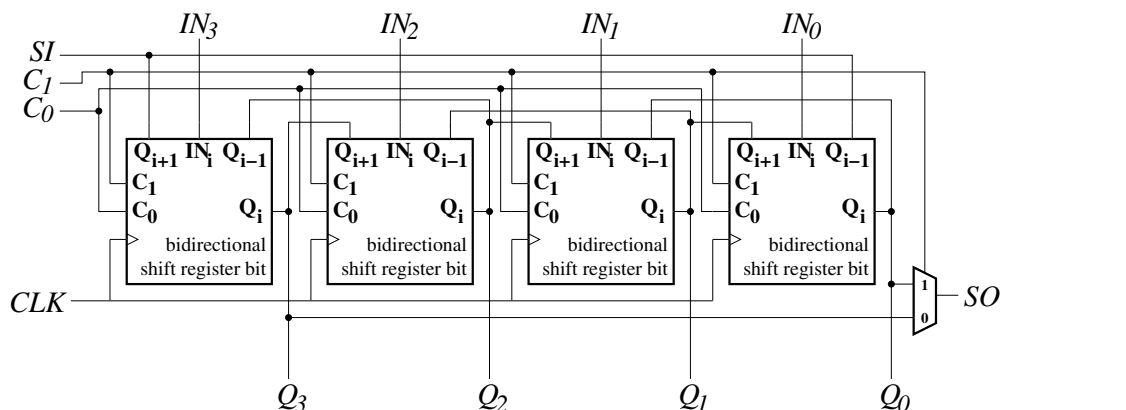 IN3 IN2 IN1 IN0
SI
C1
C0
Qi+1 INi Qi−1 Qi+1 INi Qi−1 Qi+1 INi Qi−1 Qi+1 INi Qi−1
C1 C1 C1 C1
C0 Qi C0 Qi C0 Qi C0 Qi
bidirectional bidirectional bidirectional bidirectional
shift register bit shift register bit shift register bit shift register bit
1
CLK SO
0
Q3 Q2 Q1 Q0